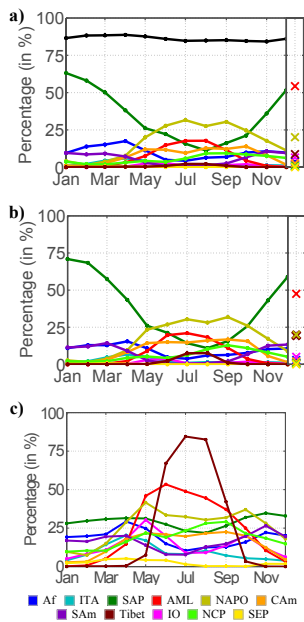 a)
Percentage (in %)
100
75
50
25
0
Jan Mar May Jul Sep Nov
b)
Percentage (in %)
100
75
50
25
0
Jan Mar May Jul Sep Nov
c)
Percentage (in %)
100
75
50
25
0
Jan Mar May Jul Sep Nov
Af ITA SAP AML NAPO CAm
SAm Tibet IO NCP SEP